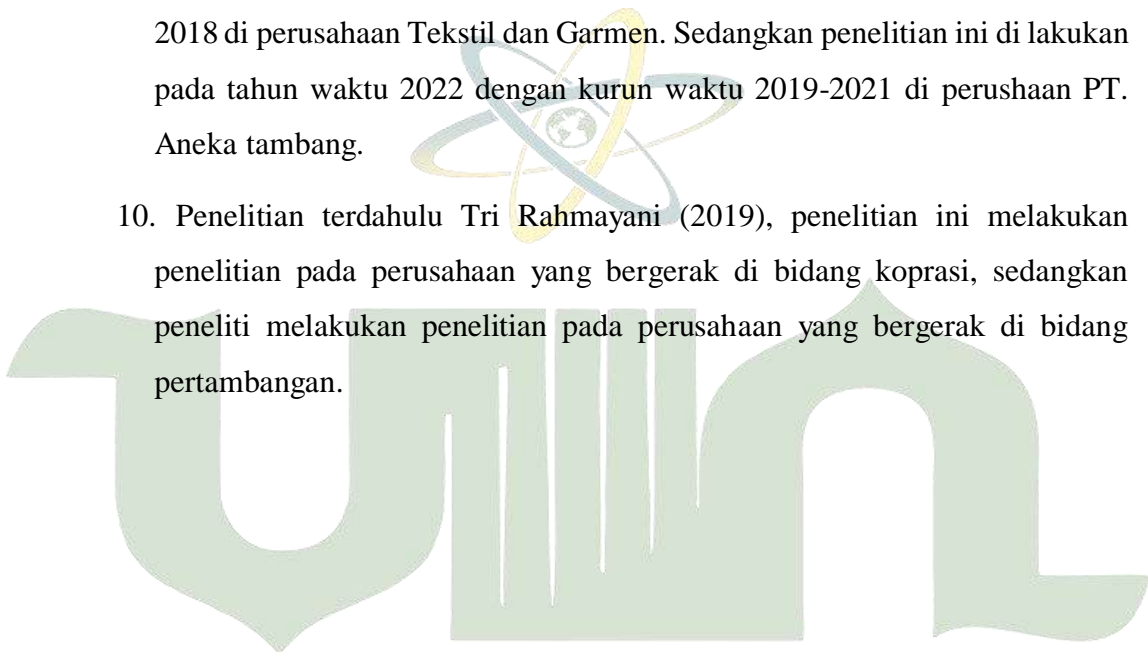 2018 di perusahaan Tekstil dan Garmen. Sedangkan penelitian ini di lakukan
pada tahun waktu 2022 dengan kurun waktu 2019-2021 di perushaan PT.
Aneka tambang.
10. Penelitian terdahulu Tri Rahmayani (2019), penelitian ini melakukan
penelitian pada perusahaan yang bergerak di bidang koprasi, sedangkan
peneliti melakukan penelitian pada perusahaan yang bergerak di bidang
pertambangan.